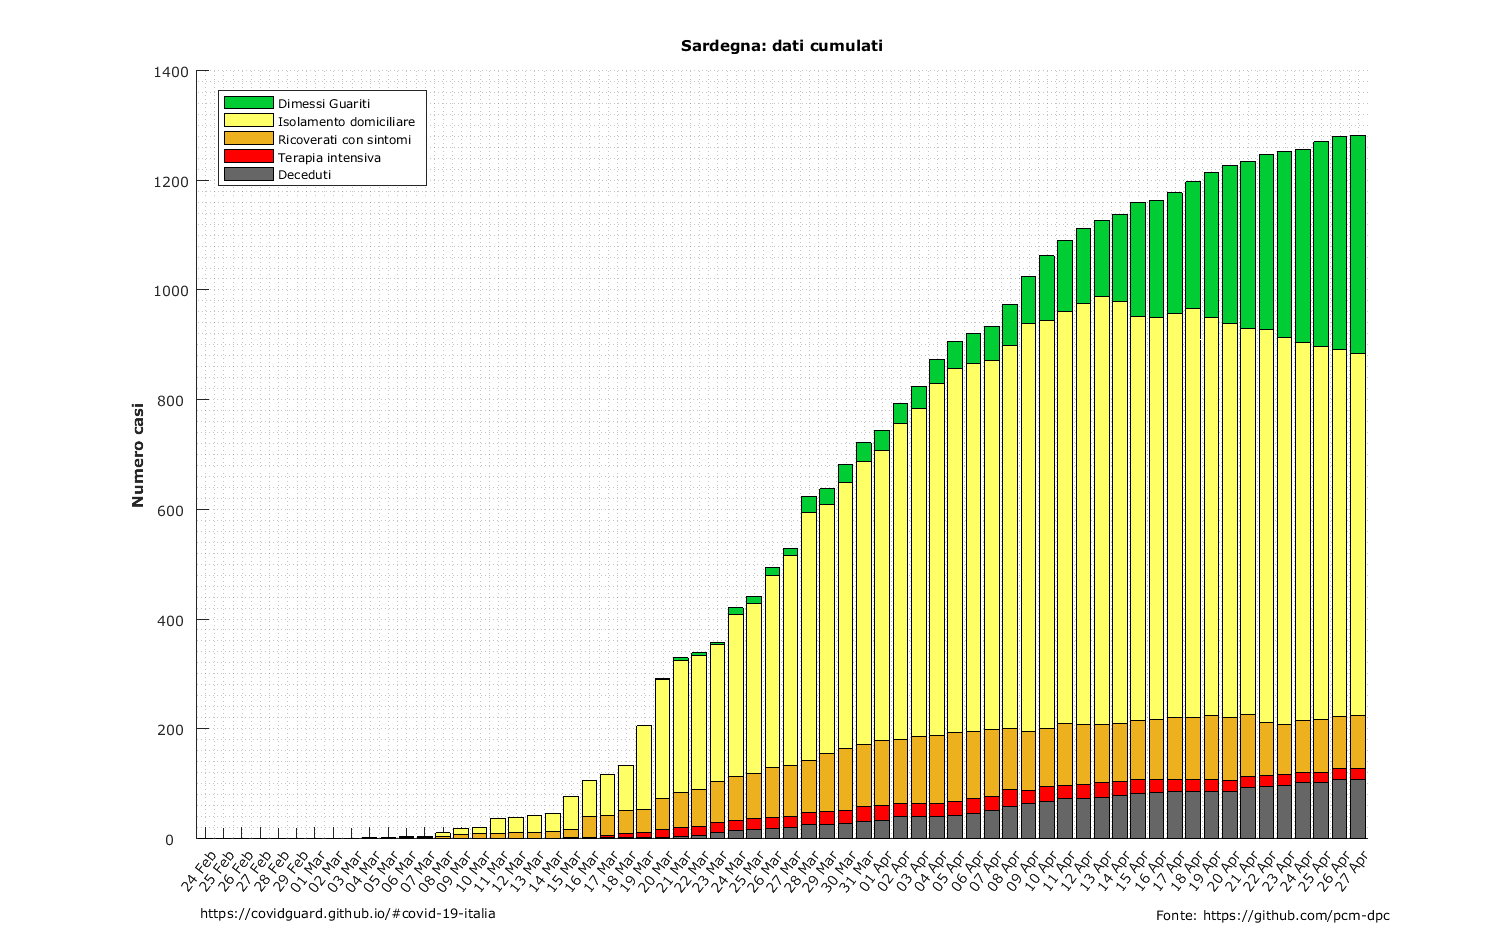 Sardegna: dati cumulati
1400
1200
1000
800
600
400
200
0
Numero casi
Dimessi Guariti
Isolamento domiciliare
Ricoverati con sintomi
Terapia intensiva
Deceduti
24 Feb
25 Feb
26 Feb
27 Feb
28 Feb
29 Feb
01 Mar
02 Mar
03 Mar
04 Mar
05 Mar
06 Mar
07 Mar
08 Mar
09 Mar
10 Mar
11 Mar
12 Mar
13 Mar
14 Mar
15 Mar
16 Mar
17 Mar
18 Mar
19 Mar
20 Mar
21 Mar
22 Mar
23 Mar
24 Mar
25 Mar
26 Mar
27 Mar
28 Mar
29 Mar
30 Mar
31 Mar
01 Apr
02 Apr
03 Apr
04 Apr
05 Apr
06 Apr
07 Apr
08 Apr
09 Apr
10 Apr
11 Apr
12 Apr
13 Apr
14 Apr
15 Apr
16 Apr
17 Apr
18 Apr
19 Apr
20 Apr
21 Apr
22 Apr
23 Apr
24 Apr
25 Apr
26 Apr
27 Apr
https://covidguard.github.io/#covid-19-italia
Fonte: https://github.com/pcm-dpc